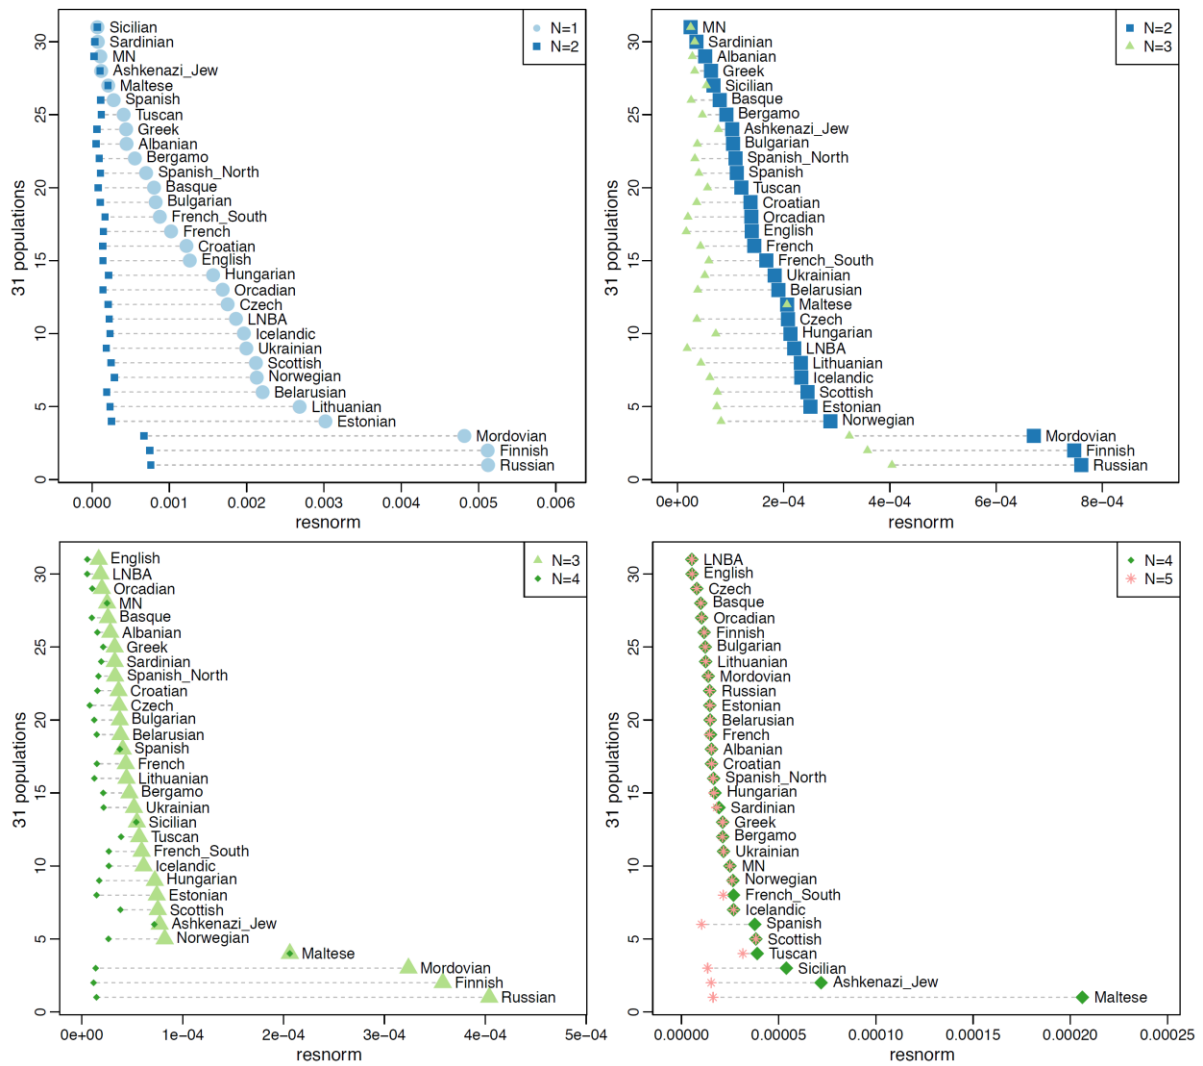 Sicilian
Sardinian
MN
Ashkenazi_Jew
Maltese
Spanish
Tuscan
Greek
Albanian
Bergamo
Spanish_North
Basque
Bulgarian
French_South
French
Croatian
English
Hungarian
Orcadian
Czech
LNBA
Icelandic
Ukrainian
Scottish
Norwegian
Belarusian
Lithuanian
Estonian
Mordovian
Finnish
Russian
N=1
N=2
31 populations
0 5 10 15 20 25 30
0.000 0.001 0.002 0.003 0.004 0.005 0.006
resnorm
MN
Sardinian
Albanian
Greek
Sicilian
Basque
Bergamo
Ashkenazi_Jew
Bulgarian
Spanish_North
Spanish
Tuscan
Croatian
Orcadian
English
French
French_South
Ukrainian
Belarusian
Maltese
Czech
Hungarian
LNBA
Lithuanian
Icelandic
Scottish
Estonian
Norwegian
Mordovian
Finnish
Russian
N=2
N=3
31 populations
0 5 10 15 20 25 30
0e+00 2e−04 4e−04 6e−04 8e−04
resnorm
English
LNBA
Orcadian
MN
Basque
Albanian
Greek
Sardinian
Spanish_North
Croatian
Czech
Bulgarian
Belarusian
Spanish
French
Lithuanian
Bergamo
Ukrainian
Sicilian
Tuscan
French_South
Icelandic
Hungarian
Estonian
Scottish
Ashkenazi_Jew
Norwegian
Maltese
Mordovian
Finnish
Russian
N=3
N=4
31 populations
0 5 10 15 20 25 30
0e+00 1e−04 2e−04 3e−04 4e−04 5e−04
resnorm
LNBA
English
Czech
Basque
Orcadian
Finnish
Bulgarian
Lithuanian
Mordovian
Russian
Estonian
Belarusian
French
Albanian
Croatian
Spanish_North
Hungarian
Sardinian
Greek
Bergamo
Ukrainian
MN
Norwegian
French_South
Icelandic
Spanish
Scottish
Tuscan
Sicilian
Ashkenazi_Jew
Maltese
N=4
N=5
31 populations
0 5 10 15 20 25 30
0.00000 0.00005 0.00010 0.00015 0.00020 0.00025
resnorm